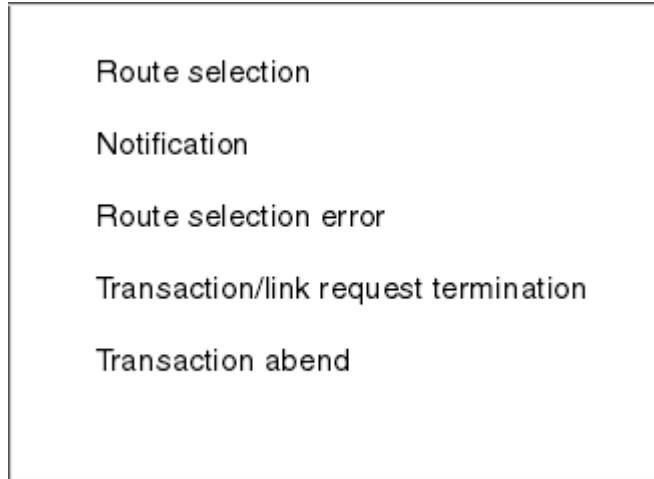 Route selection
Notification
Route selection error
Transaction/link request termination
Transaction abend